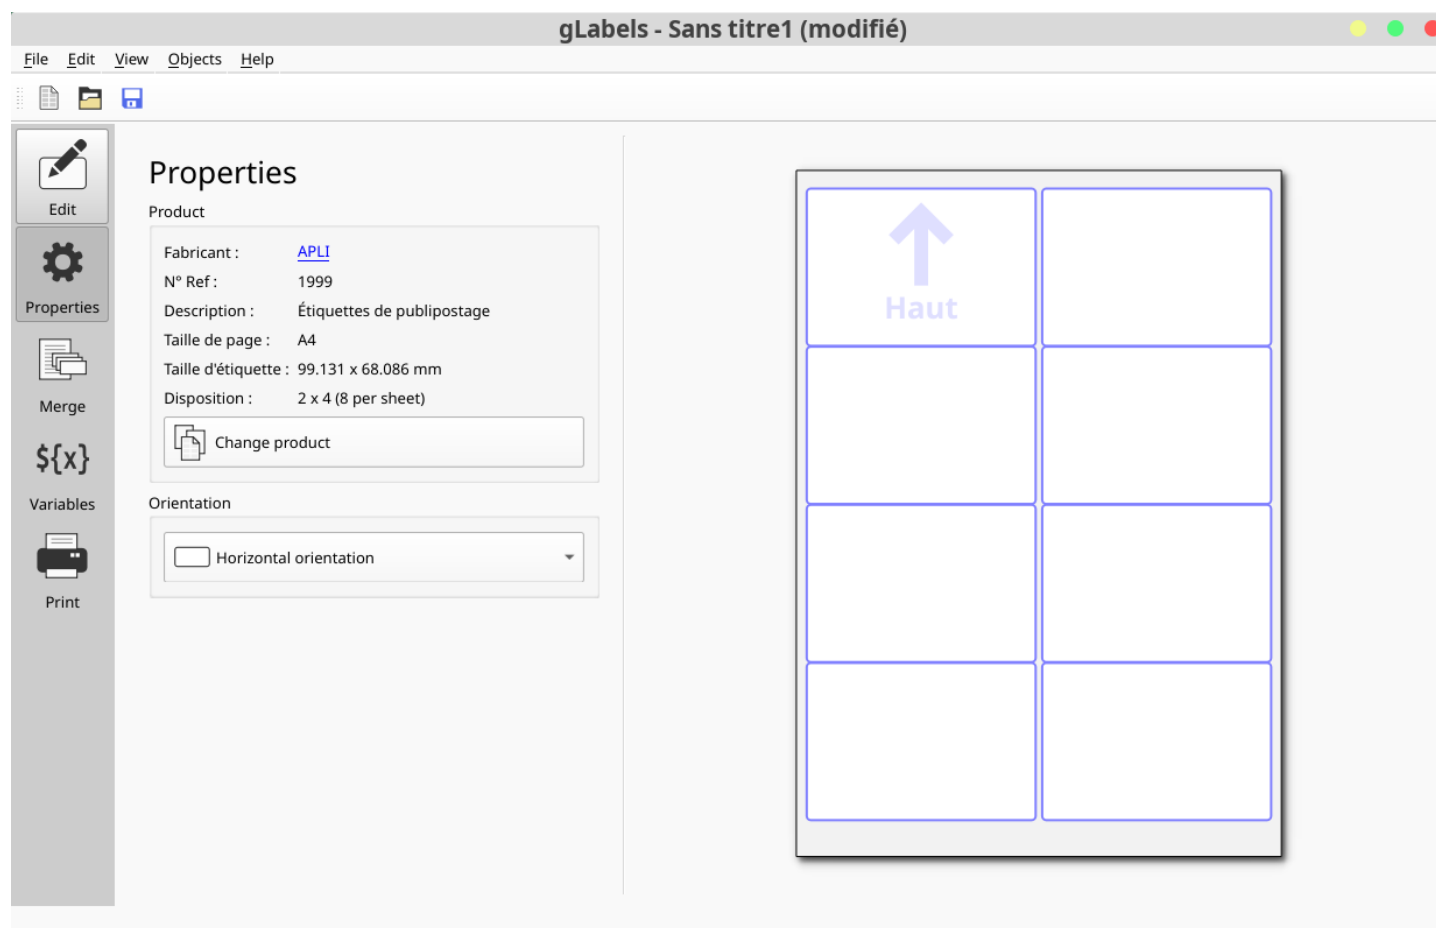 gLabels - Sans titre1 (modifié)
File Edit View Objects Help
Edit
Properties
Merge
${x}
Variables
Print
Properties
Product
Fabricant : APLI
N° Ref : 1999
Description : Étiquettes de publipostage
Taille de page : A4
Taille d'étiquette : 99.131 x 68.086 mm
Disposition : 2 x 4 (8 per sheet)
Change product
Orientation
Horizontal orientation
Haut